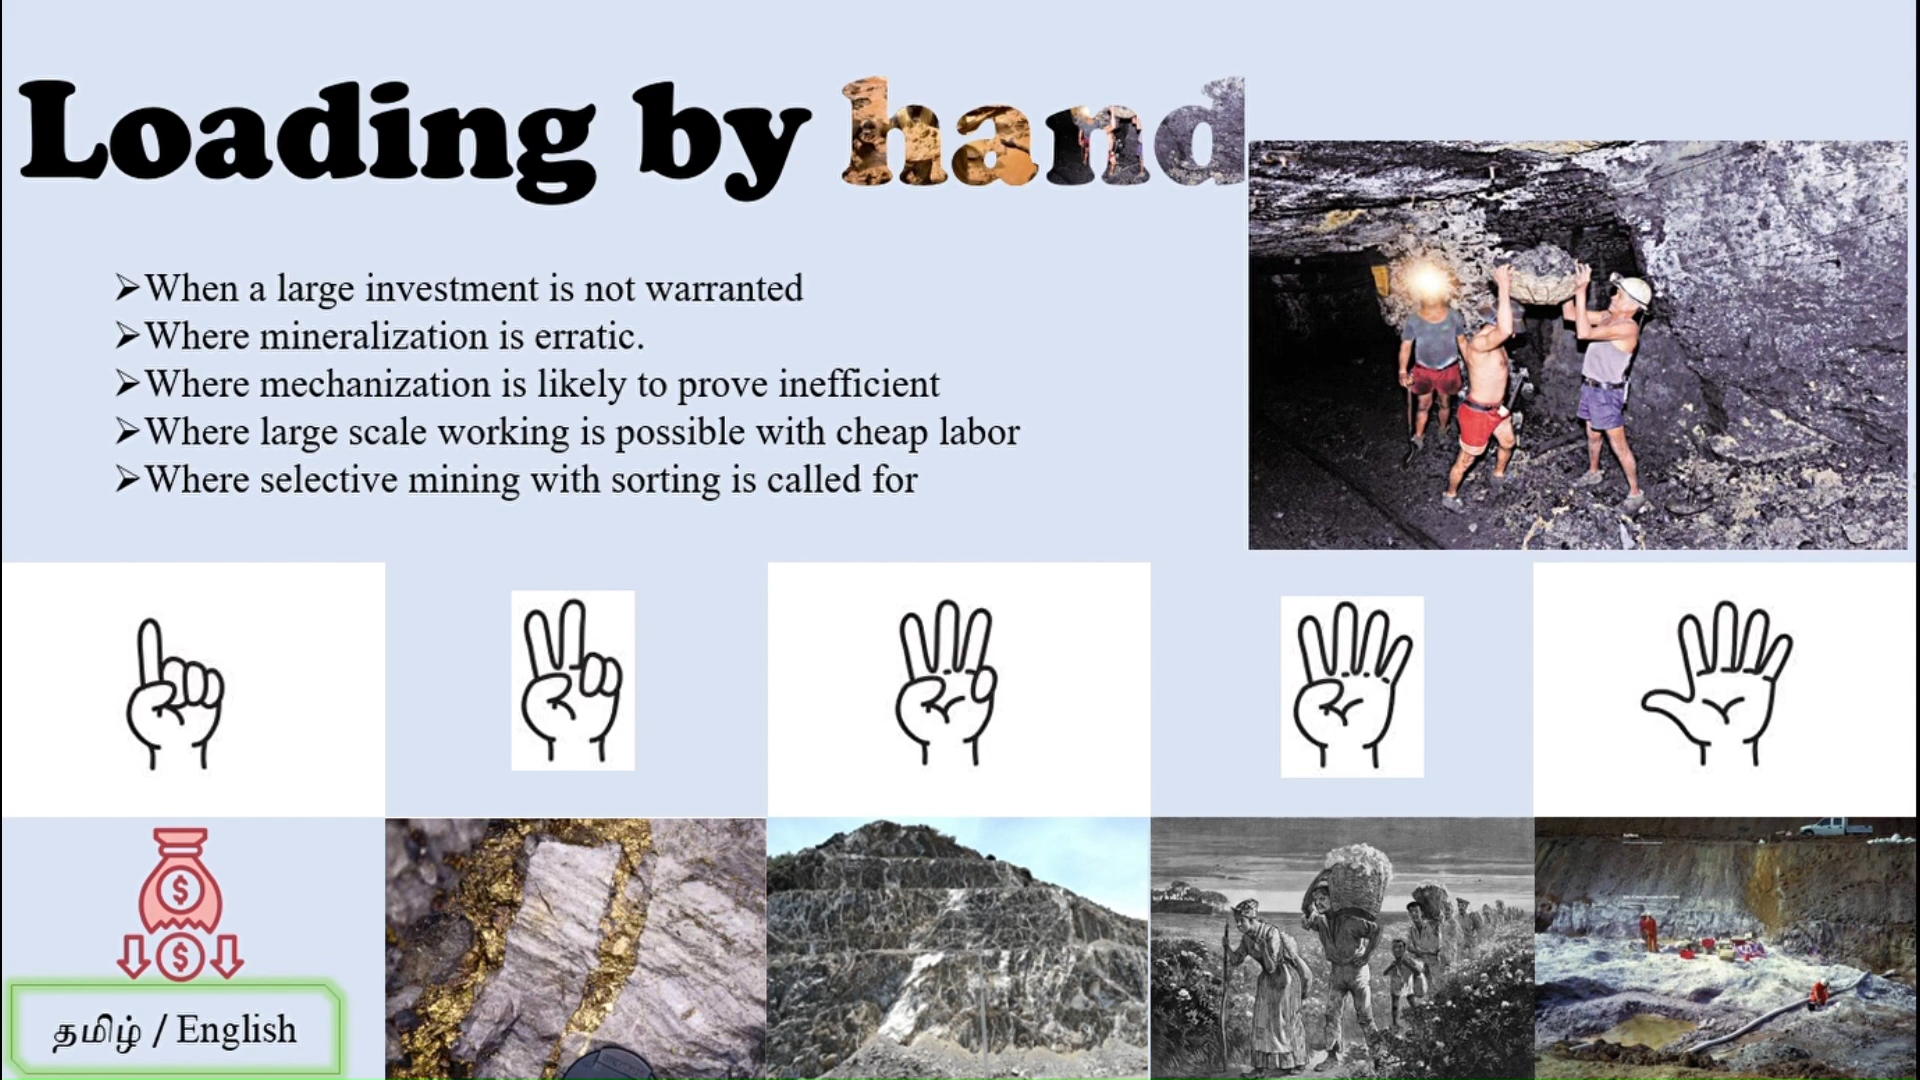 Loading by hand
➢When a large investment is not warranted
➢Where mineralization is erratic.
➢Where mechanization is likely to prove inefficient
➢Where large scale working is possible with cheap labor
➢Where selective mining with sorting is called for
$
$
தமிழ் / English